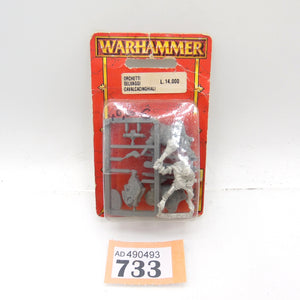 WARHAMMER
ORCHETTI
SELVAGGI
CAVALCACINGHIALI
L. 14.000
AD 490493
733